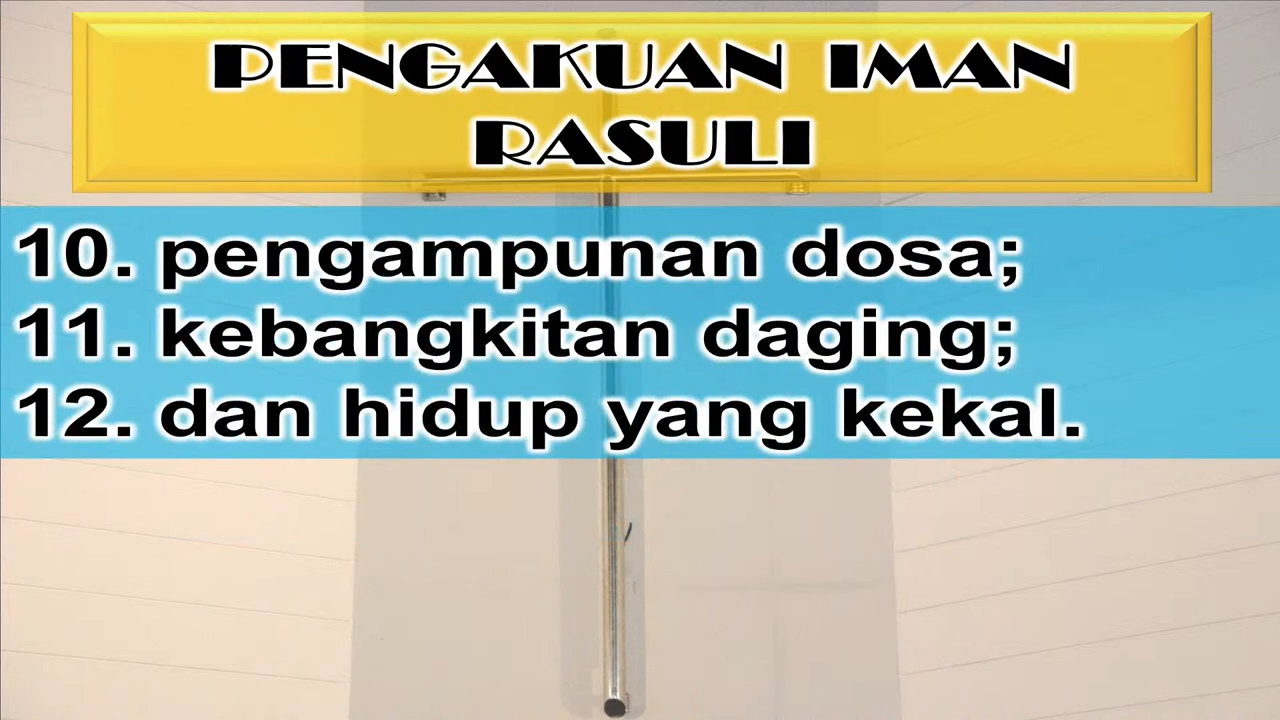 PENGAKUAN IMAN
RASULI
10. pengampunan dosa;
11. kebangkitan daging;
12. dan hidup yang kekal.